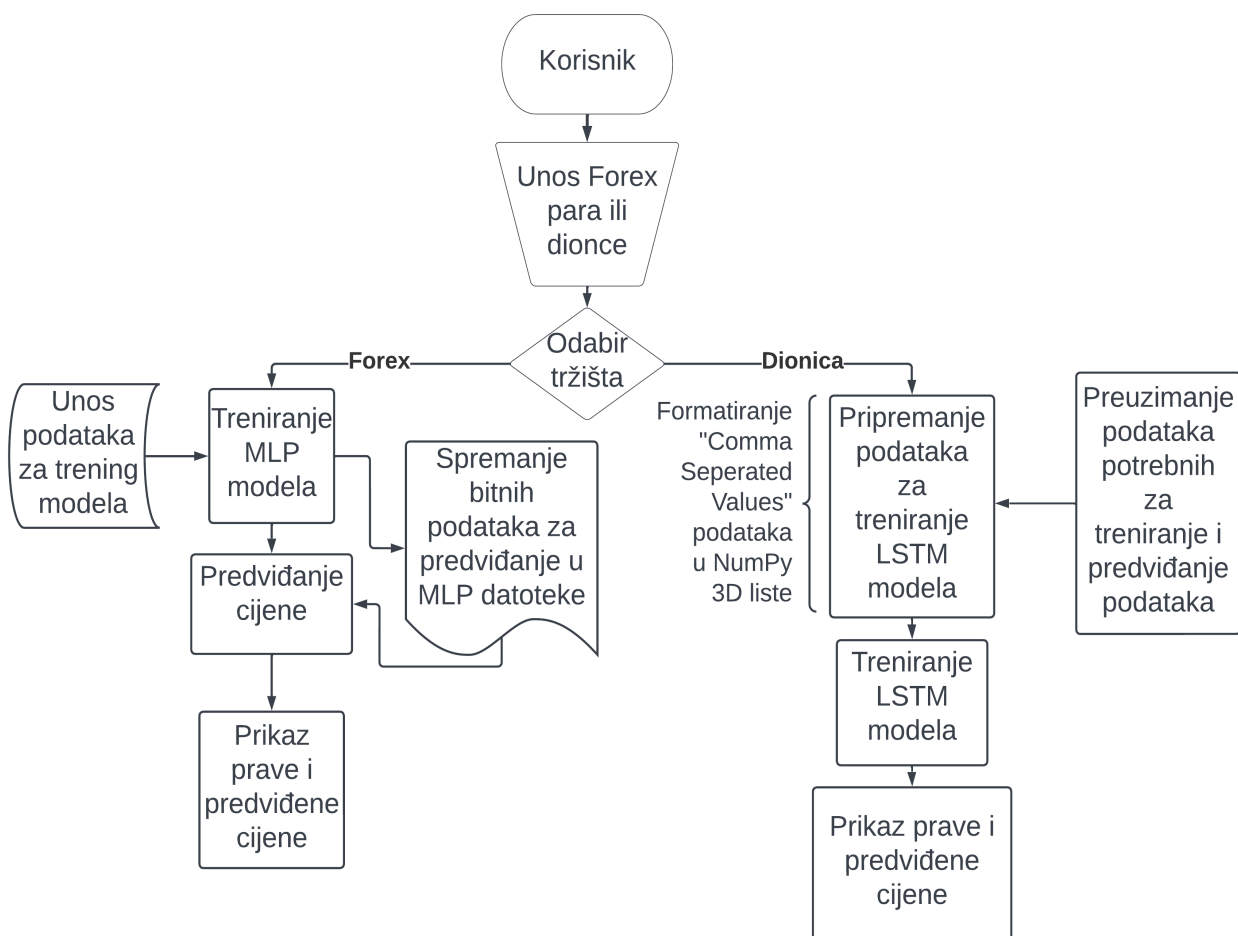 Korisnik
Unos Forex
para ili
dionce
Odabir
tržišta
Forex
Dionica
Unos
podataka
za trening
modela
Treniranje
MLP
modela
Spremanje
bitnih
podataka za
predviđanje u
MLP datoteke
Predviđanje
cijene
Prikaz
prave i
predviđene
cijene
Formatiranje
"Comma
Seperated
Values"
podataka
u NumPy
3D liste
Pripremanje
podataka
za
treniranje
LSTM
modela
Preuzimanje
podataka
potrebnih
za
treniranje i
predviđanje
podataka
Treniranje
LSTM
modela
Prikaz prave i
predviđene
cijene